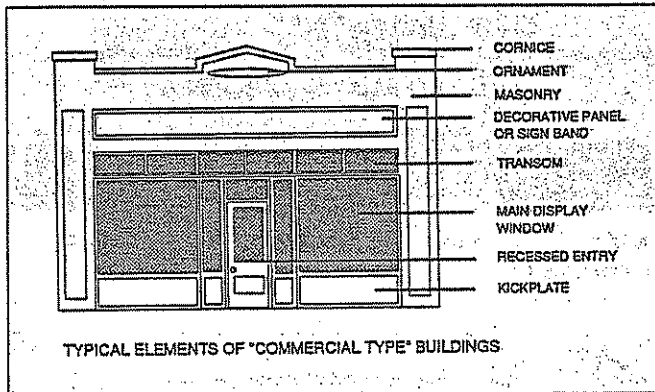 CORNICE
ORNAMENT
MASONRY
DECORATIVE PANEL
OR SIGN BAND
TRANSOM
MAIN DISPLAY
WINDOW
RECESSED ENTRY
KICKPLATE
TYPICAL ELEMENTS OF "COMMERCIAL TYPE" BUILDINGS